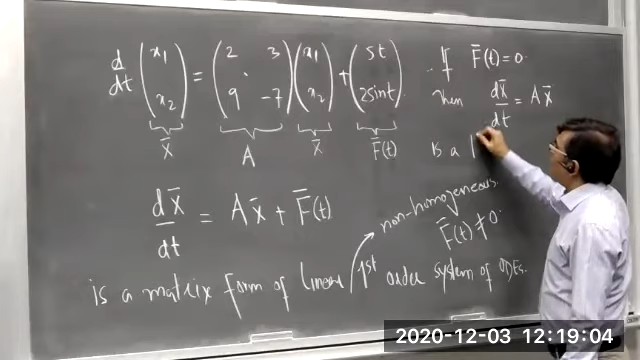 d/dt (x₁ x₂) = (2 3 9 -7) (x₁ x₂) + (5t 2sint)
X̄ A X̄ F̄(t)
dX̄/dt = AX̄ + F̄(t)
is a matrix form of linear / 1st order system of ODEs.
non-homogeneous.
F̄(t) ≠ 0.
If F̄(t) = 0.
Then dX̄/dt = AX̄
is a l
2020-12-03 12:19:04